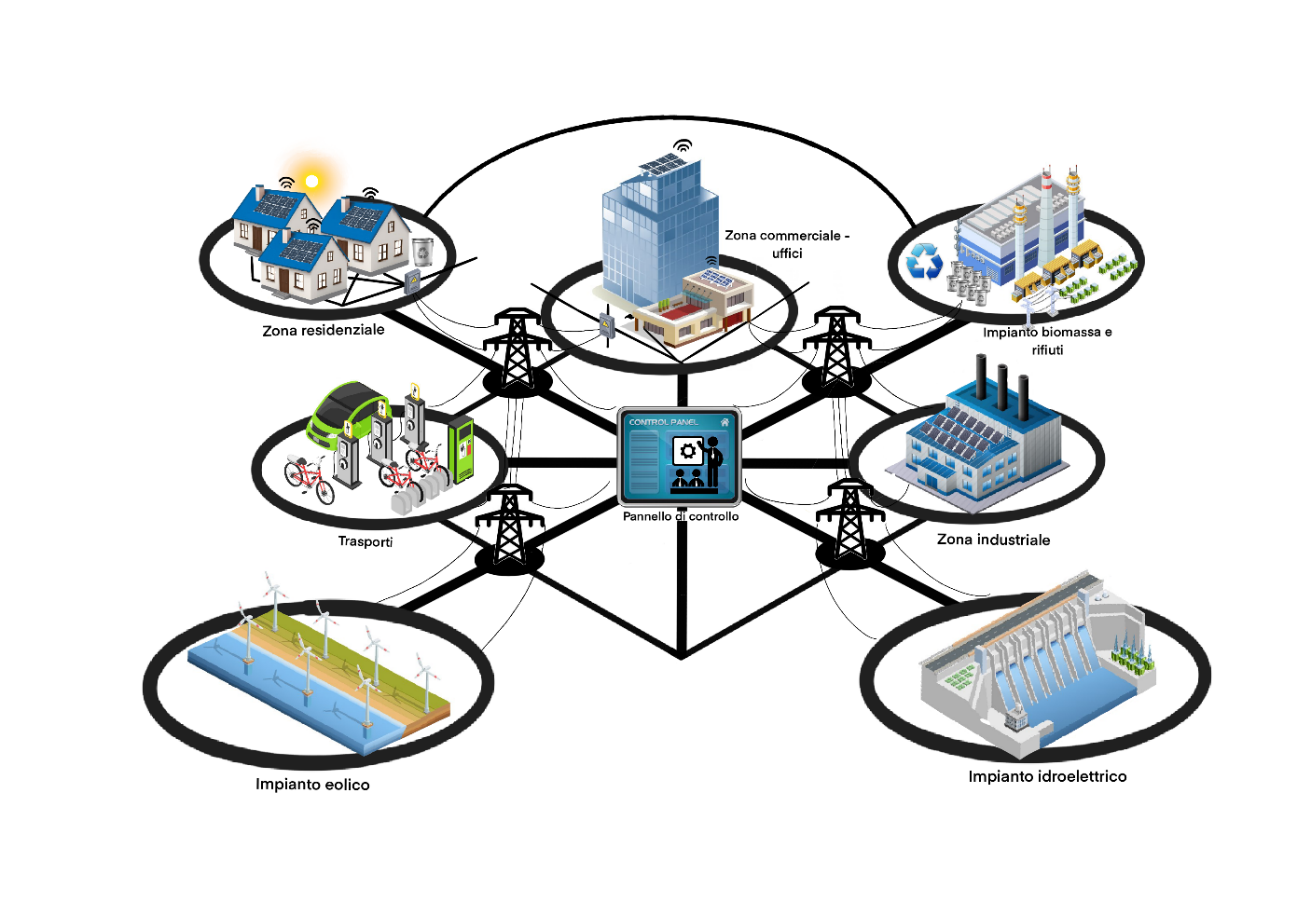 Zona commerciale -
uffici
Zona residenziale
Impianto biomassa e
rifiuti
CONTROL PANEL
Pannello di controllo
Trasporti
Zona industriale
Impianto eolico
Impianto idroelettrico